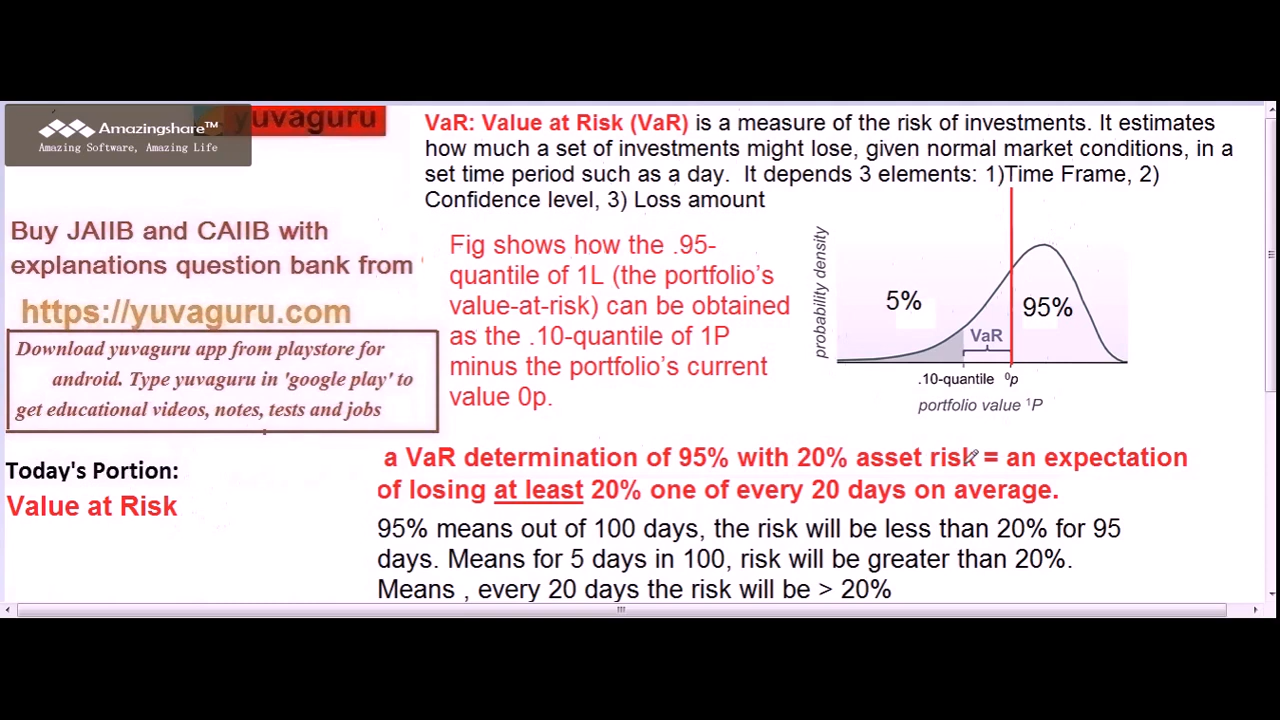 Amazingshare™
Amazing Software, Amazing Life
yuvaguru
VaR: Value at Risk (VaR) is a measure of the risk of investments. It estimates
how much a set of investments might lose, given normal market conditions, in a
set time period such as a day. It depends 3 elements: 1)Time Frame, 2)
Confidence level, 3) Loss amount
Buy JAIIB and CAIIB with
explanations question bank from
https://yuvaguru.com
Download yuvaguru app from playstore for
android. Type yuvaguru in 'google play' to
get educational videos, notes, tests and jobs
Fig shows how the .95-
quantile of 1L (the portfolio's
value-at-risk) can be obtained
as the .10-quantile of 1P
minus the portfolio's current
value 0p.
probability density
5%
95%
VaR
.10-quantile ⁰p
portfolio value ¹P
Today's Portion:
Value at Risk
a VaR determination of 95% with 20% asset risk = an expectation
of losing at least 20% one of every 20 days on average.
95% means out of 100 days, the risk will be less than 20% for 95
days. Means for 5 days in 100, risk will be greater than 20%.
Means , every 20 days the risk will be > 20%